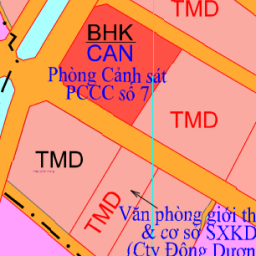 TMD
BHK
CAN
Phòng Cảnh sát
PCCC số 7
TMD
TMD
TMD
Văn phòng giới th
& cơ sở SXKD
(Cty Đông Dươn